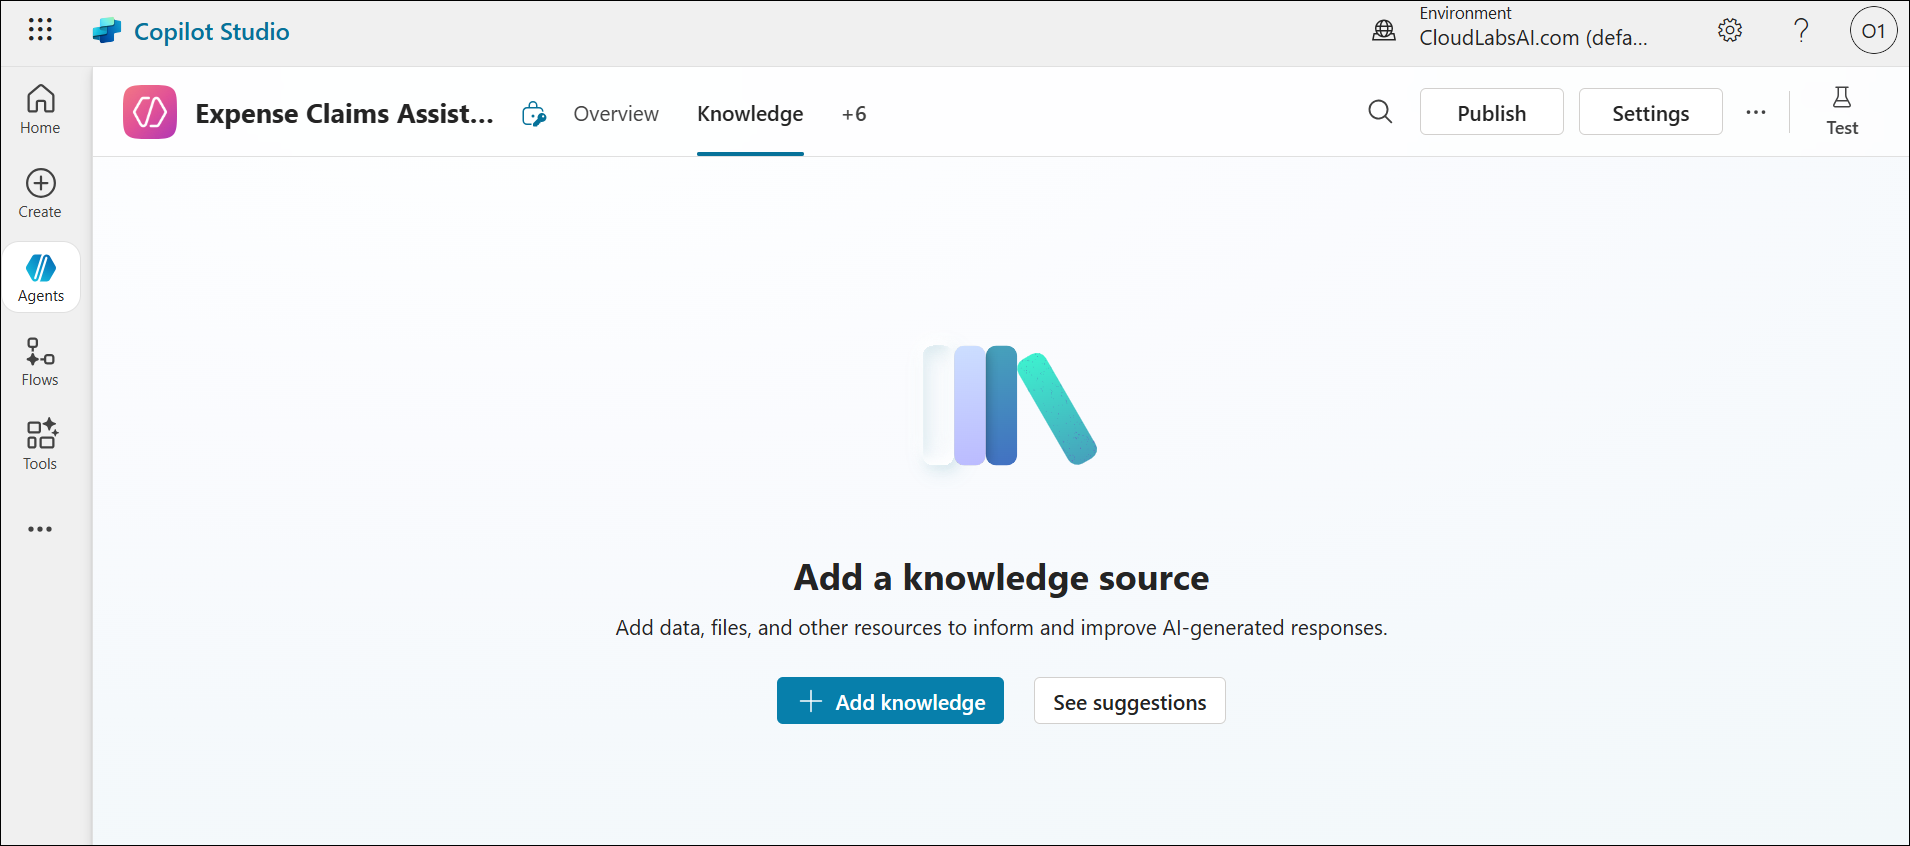 Copilot Studio
Environment
CloudLabsAI.com (defa...
?
O1
Home
Create
Agents
Flows
Tools
Expense Claims Assist...
Overview
Knowledge
+6
Publish
Settings
Test
Add a knowledge source
Add data, files, and other resources to inform and improve AI-generated responses.
Add knowledge
See suggestions